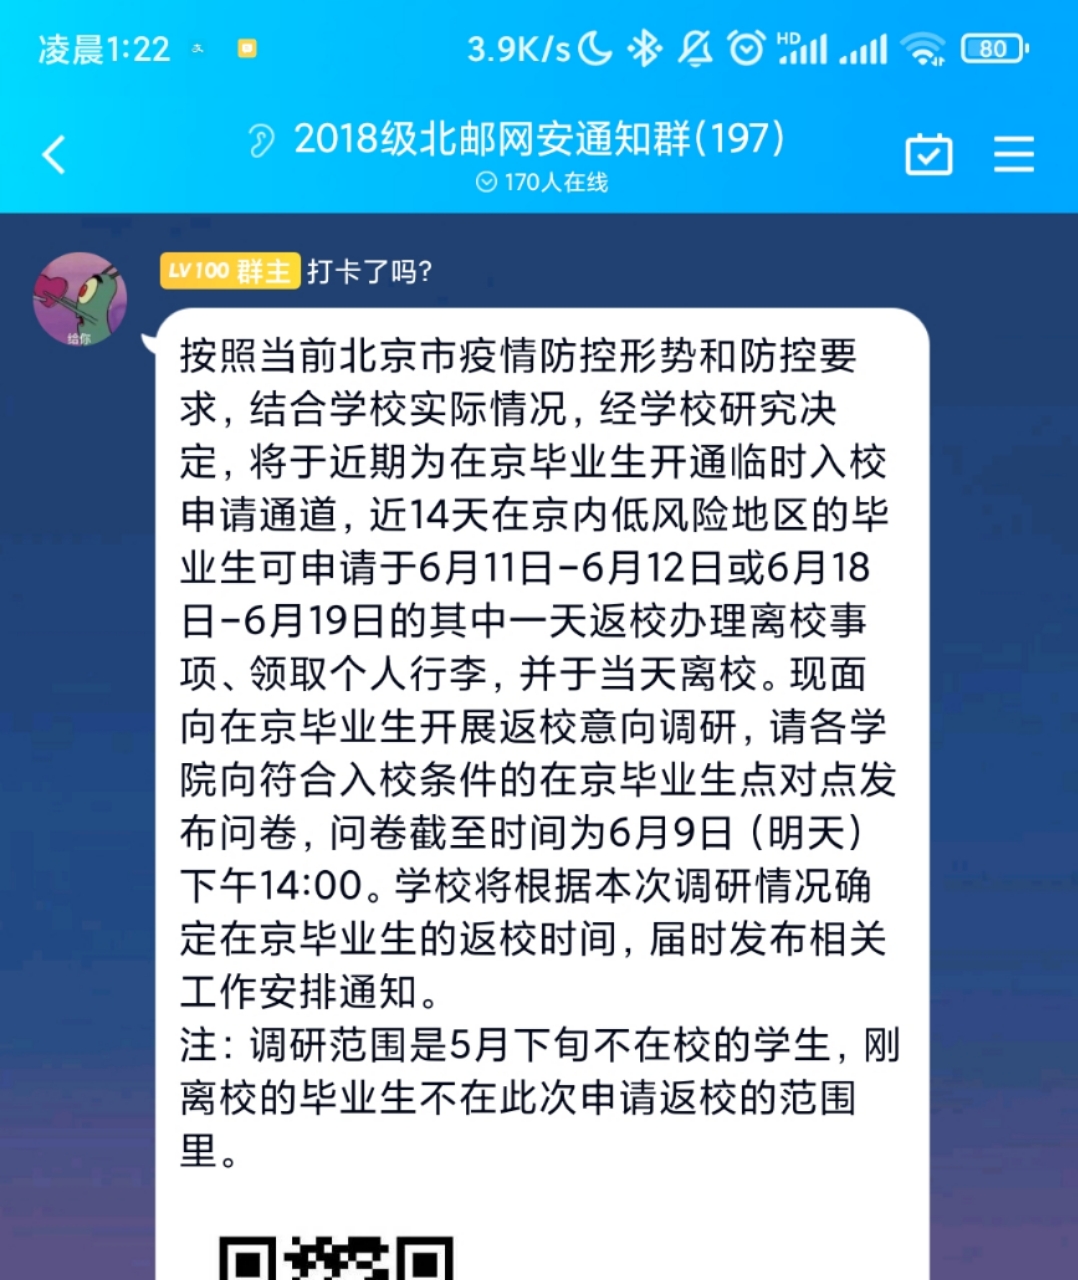 凌晨1:22
3.9K/s
HD
80
2018级北邮网安通知群(197)
170人在线
LV100 群主 打卡了吗?
给你
按照当前北京市疫情防控形势和防控要
求，结合学校实际情况，经学校研究决
定，将于近期为在京毕业生开通临时入校
申请通道，近14天在京内低风险地区的毕
业生可申请于6月11日-6月12日或6月18
日-6月19日的其中一天返校办理离校事
项、领取个人行李，并于当天离校。现面
向在京毕业生开展返校意向调研，请各学
院向符合入校条件的在京毕业生点对点发
布问卷，问卷截至时间为6月9日（明天）
下午14:00。学校将根据本次调研情况确
定在京毕业生的返校时间，届时发布相关
工作安排通知。
注：调研范围是5月下旬不在校的学生，刚
离校的毕业生不在此次申请返校的范围
里。